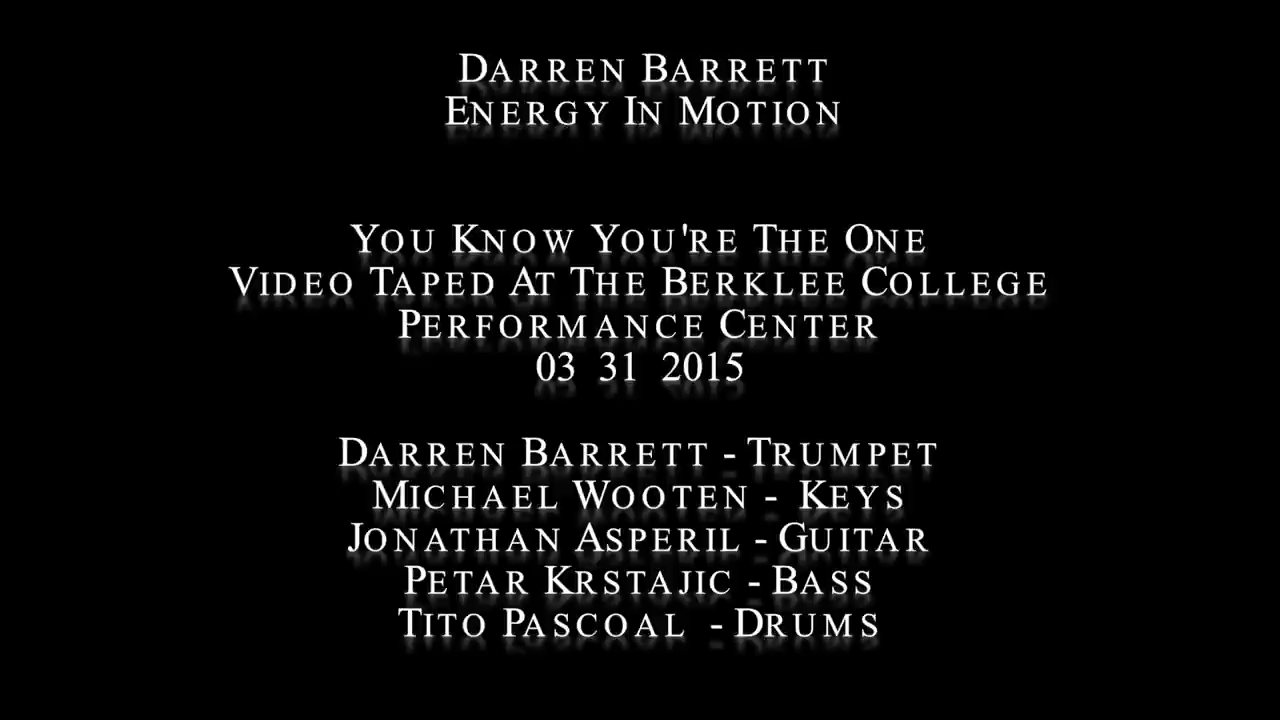 Darren Barrett
Energy In Motion
You Know You're The One
Video Taped At The Berklee College
Performance Center
03 31 2015
Darren Barrett - Trumpet
Michael Wooten - Keys
Jonathan Asperil - Guitar
Petar Krstajic - Bass
Tito Pascoal - Drums